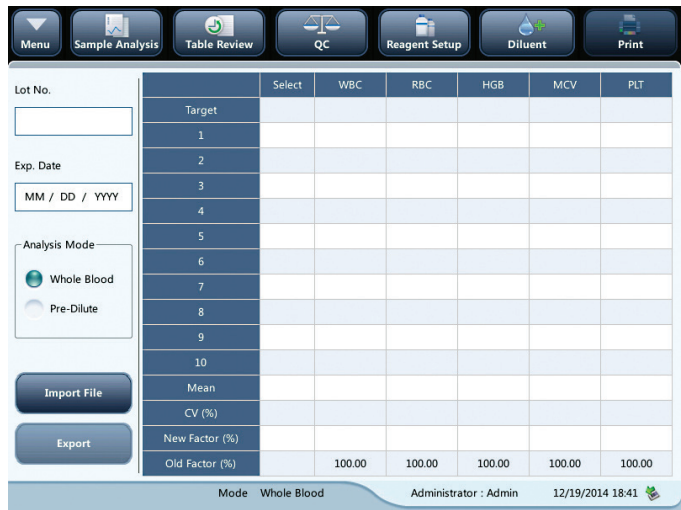 Menu Sample Analysis Table Review QC Reagent Setup Diluent Print
Lot No.
Exp. Date
MM / DD / YYYY
Analysis Mode
Whole Blood
Pre-Dilute
Import File
Export
Select WBC RBC HGB MCV PLT
Target
1
2
3
4
5
6
7
8
9
10
Mean
CV (%)
New Factor (%)
Old Factor (%) 100.00 100.00 100.00 100.00 100.00
Mode Whole Blood Administrator : Admin 12/19/2014 18:41